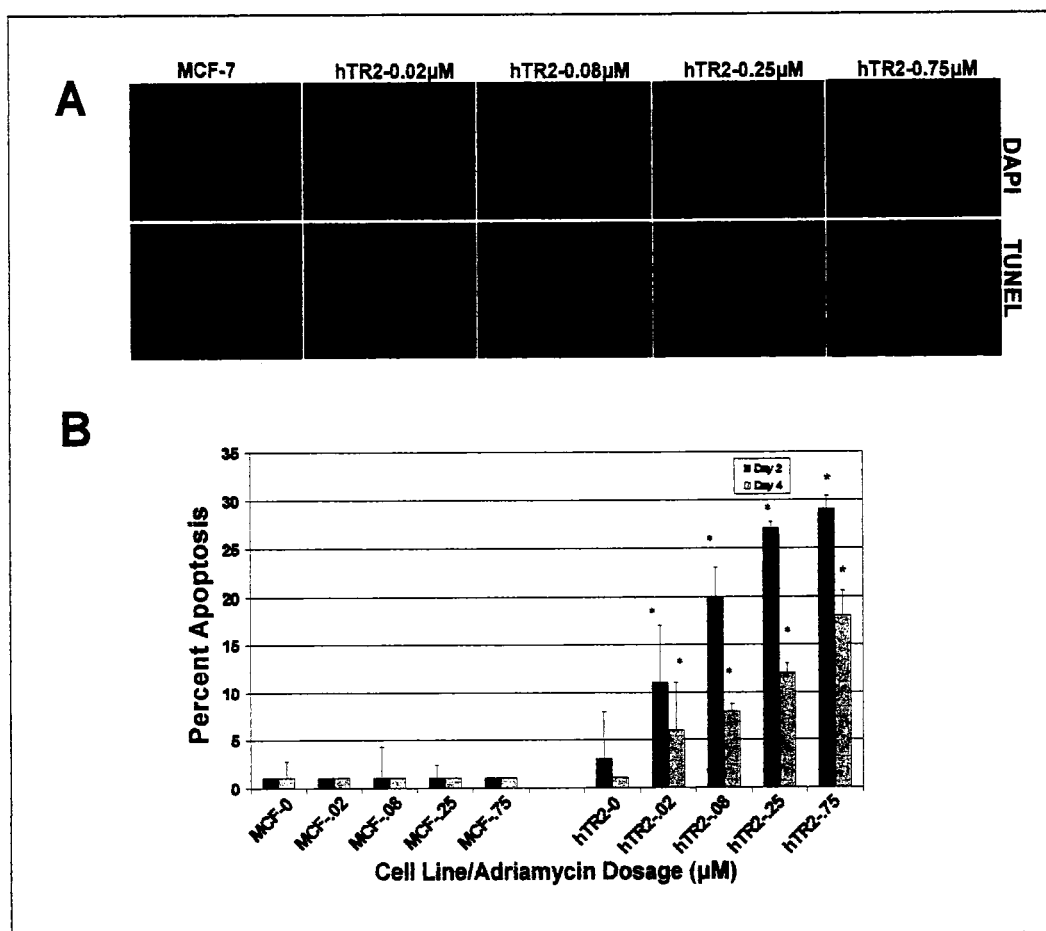 MCF-7 hTR2-0.02µM hTR2-0.08µM hTR2-0.25µM hTR2-0.75µM
A
DAPI
TUNEL
B
35
30
25
20
15
10
5
0
Percent Apoptosis
Day 2
Day 4
* * * * * * * *
MCF-0 MCF-.02 MCF-.08 MCF-.25 MCF-.75 hTR2-0 hTR2-.02 hTR2-.08 hTR2-.25 hTR2-.75
Cell Line/Adriamycin Dosage (µM)